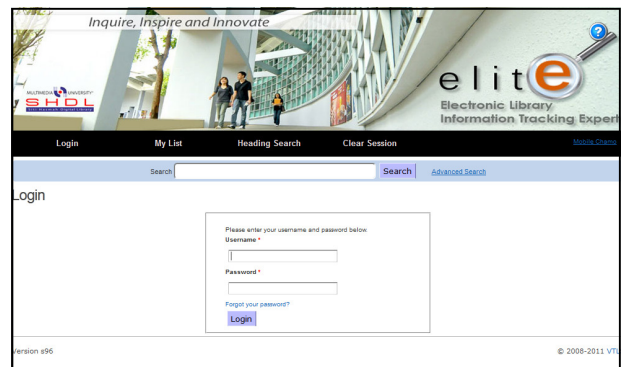 Inquire, Inspire and Innovate
?
MULTIMEDIA UNIVERSITY
SHDL
elite
Electronic Library
Information Tracking Expert
Login My List Heading Search Clear Session Mobile Chamo
Search Search Advanced Search
Login
Please enter your username and password below.
Username *
Password *
Forgot your password?
Login
Version s96 © 2008-2011 VTL